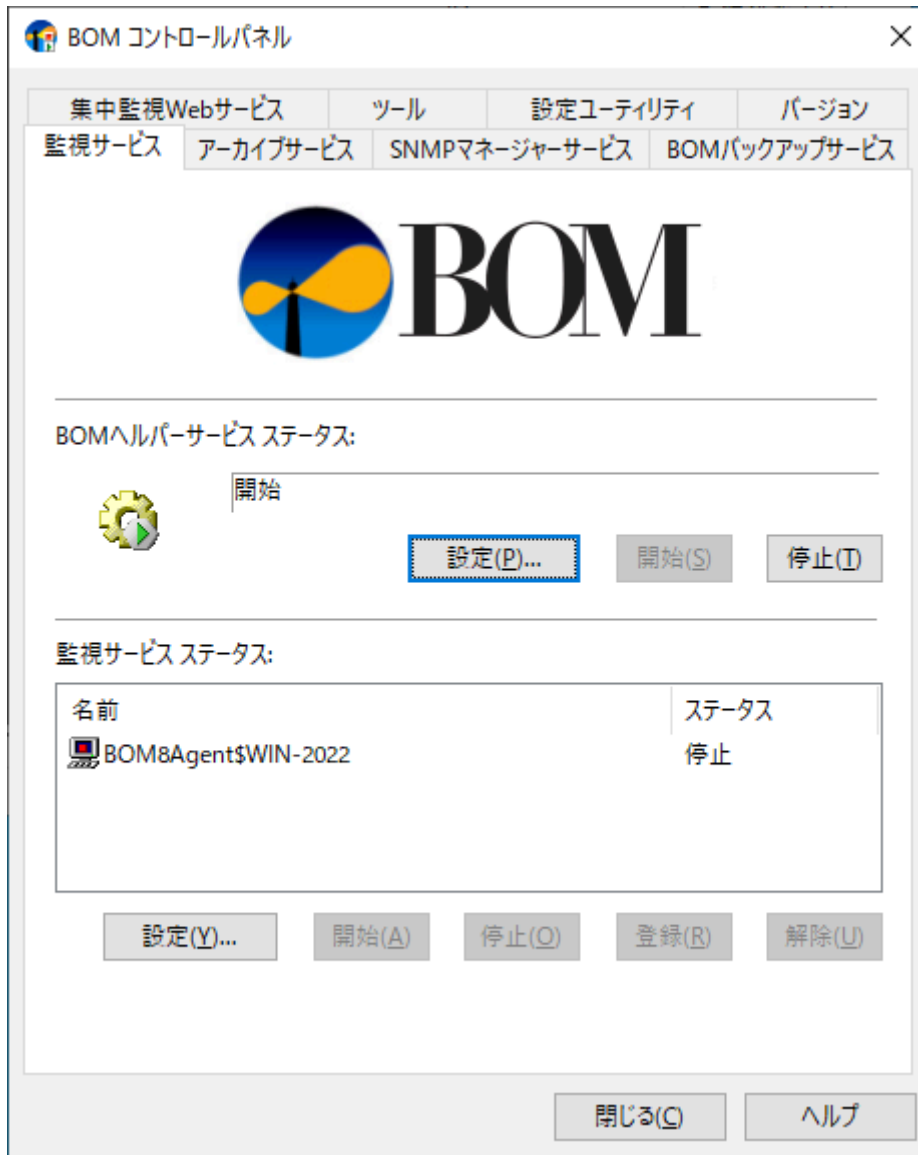 BOM コントロールパネル
集中監視Webサービス ツール 設定ユーティリティ バージョン
監視サービス アーカイブサービス SNMPマネージャーサービス BOMバックアップサービス
BOM
BOMヘルパーサービス ステータス:
開始
設定(P)... 開始(S) 停止(T)
監視サービス ステータス:
名前 ステータス
BOM8Agent$WIN-2022 停止
設定(Y)... 開始(A) 停止(O) 登録(R) 解除(U)
閉じる(C) ヘルプ